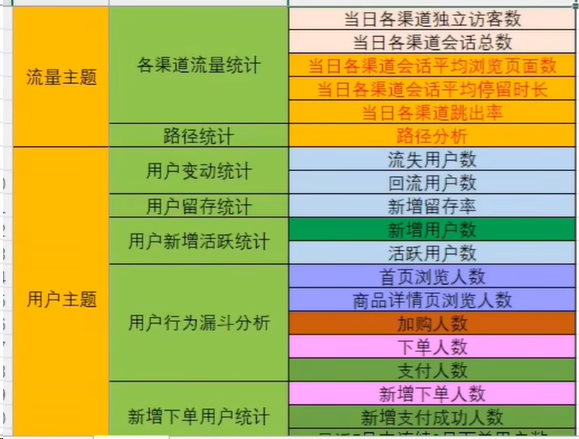 当日各渠道独立访客数
当日各渠道会话总数
流量主题
各渠道流量统计
当日各渠道会话平均浏览页面数
当日各渠道会话平均停留时长
当日各渠道跳出率
路径统计
路径分析
用户变动统计
流失用户数
回流用户数
用户留存统计
新增留存率
用户新增活跃统计
新增用户数
活跃用户数
用户主题
用户行为漏斗分析
首页浏览人数
商品详情页浏览人数
加购人数
下单人数
支付人数
新增下单用户统计
新增下单人数
新增支付成功人数